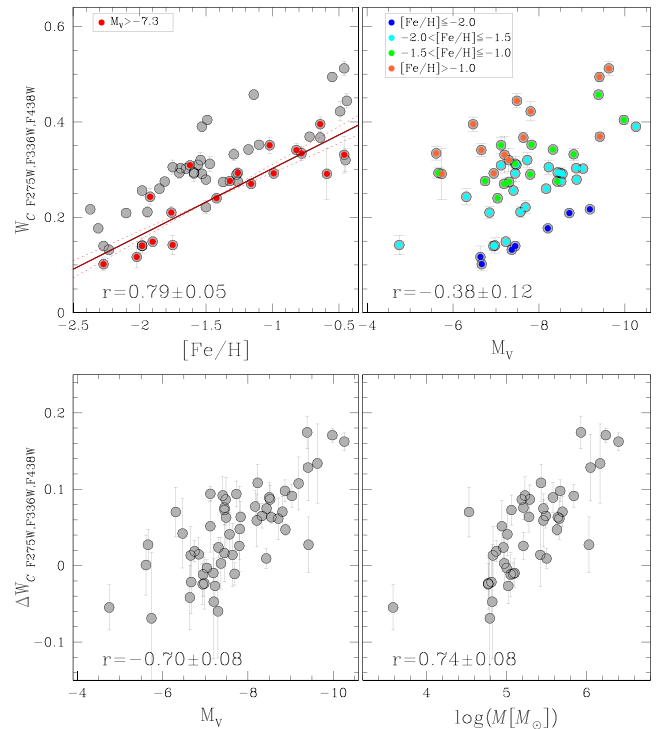 M_V>−7.3
[Fe/H]≦−2.0
−2.0<[Fe/H]≦−1.5
−1.5<[Fe/H]≦−1.0
[Fe/H]>−1.0
0.6
0.4
0.2
0
W_C F275W,F336W,F438W
r=0.79±0.05
r=−0.38±0.12
−2.5 −2 −1.5 −1 −0.5
−4 −6 −8 −10
[Fe/H]
M_V
0.2
0.1
0
−0.1
ΔW_C F275W,F336W,F438W
r=−0.70±0.08
r=0.74±0.08
−4 −5 −6 −7 −8 −9 −10
4 5 6
M_V
log(M[M_⊙])